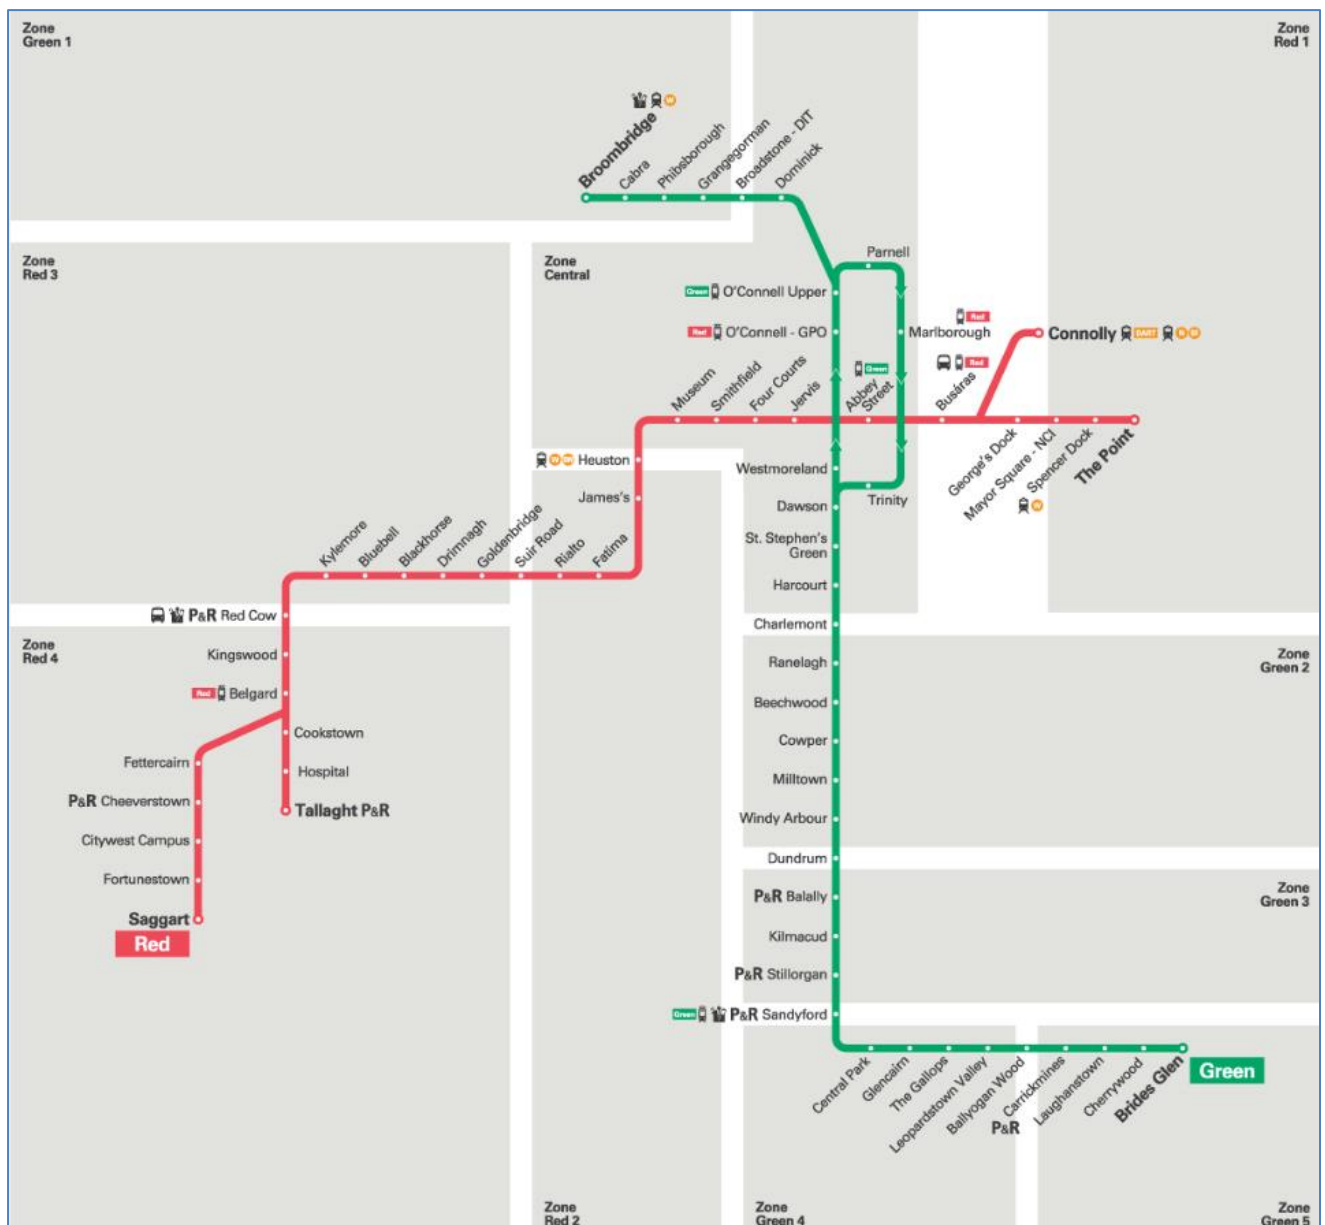 Zone
Green 1
Zone
Red 1
Broombridge
Cabra
Phibsborough
Grangegorman
Broadstone - DIT
Dominick
Zone
Red 3
Zone
Central
Parnell
Green O'Connell Upper
Red O'Connell - GPO
Marlborough
Red
Connolly DART
Green
Red
Museum
Smithfield
Four Courts
Jervis
Abbey
Street
Busáras
George's Dock
Mayor Square - NCI
Spencer Dock
The Point
Heuston
James's
Westmoreland
Trinity
Dawson
St. Stephen's
Green
Harcourt
Kylemore
Bluebell
Blackhorse
Drimnagh
Goldenbridge
Suir Road
Rialto
Fatima
P&R Red Cow
Charlemont
Zone
Red 4
Kingswood
Red Belgard
Cookstown
Hospital
Tallaght P&R
Fettercairn
P&R Cheeverstown
Citywest Campus
Fortunestown
Saggart
Red
Zone
Green 2
Ranelagh
Beechwood
Cowper
Milltown
Windy Arbour
Dundrum
Zone
Green 3
P&R Balally
Kilmacud
P&R Stillorgan
Green P&R Sandyford
Central Park
Glencairn
The Gallops
Leopardstown Valley
Ballyogan Wood
Carrickmines
P&R
Laughanstown
Cherrywood
Brides Glen
Green
Zone
Red 2
Zone
Green 4
Zone
Green 5